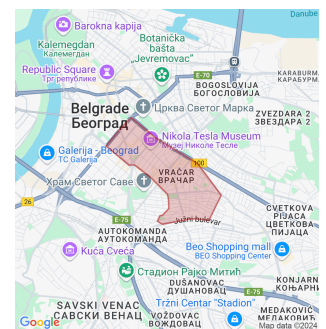 Danube
Barokna kapija
Kalemegdan
Калемегдан
Botanička
bašta
„Jevremovac"
Republic Square
Трг републике
E-70
BOGOSLOVIJA
БОГОСЛОВИЈА
KARABURM
КАРАБУРМ
Belgrade
Београд
Црква Светог Марка
ZVEZDARA 2
ЗВЕЗДАРА 2
Nikola Tesla Museum
Музеј Николе Тесле
Galerija - Beograd
TC Galerija
100
VRAČAR
ВРАЧАР
Храм Светог Саве
26
E-75
CVETKOVA
PIJACA
ЦВЕТКОВА
ПИЈАЦА
Južni bulevar
AUTOKOMANDA
АУТОКОМАНДА
Kuća Cveća
Beo Shopping mall
BEO Shopping Center
E-75
Стадион Рајко Митић
DUŠANOVAC
ДУШАНОВАЦ
KONJARN
КОЊАРНИ
SAVSKI VENAC
САВСКИ ВЕНАЦ
Tržni Centar "Stadion"
VOŽDOVAC
ВОЖДОВАЦ
MEDAKOVIĆ
МЕДАКОВИЋ
Google
Map data ©2024